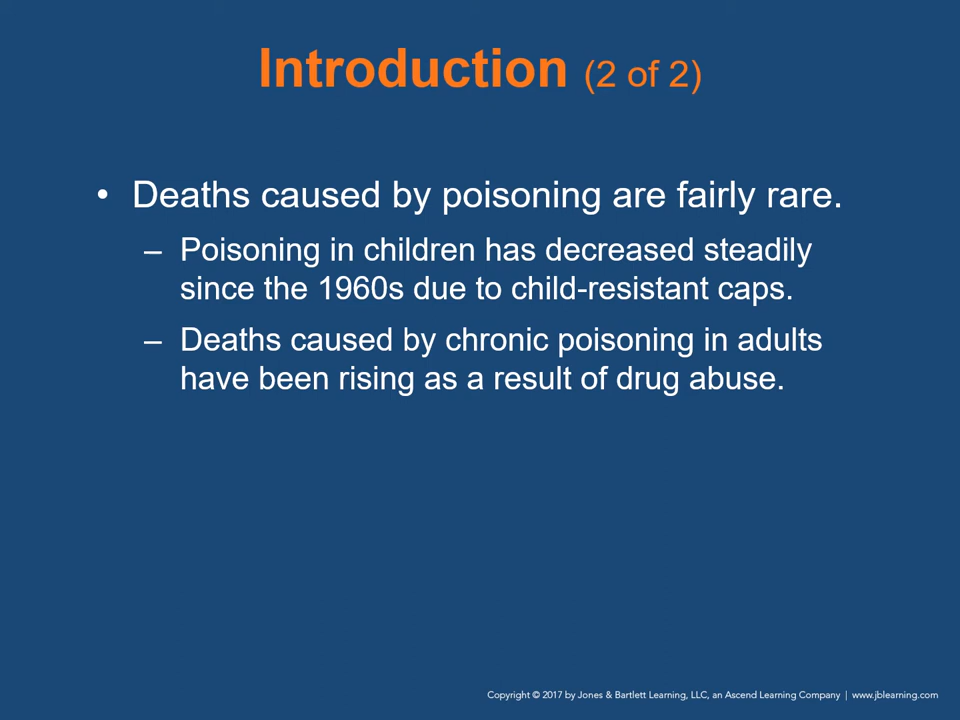 Introduction (2 of 2)
• Deaths caused by poisoning are fairly rare.
– Poisoning in children has decreased steadily
since the 1960s due to child-resistant caps.
– Deaths caused by chronic poisoning in adults
have been rising as a result of drug abuse.
Copyright © 2017 by Jones & Bartlett Learning, LLC, an Ascend Learning Company | www.jblearning.com